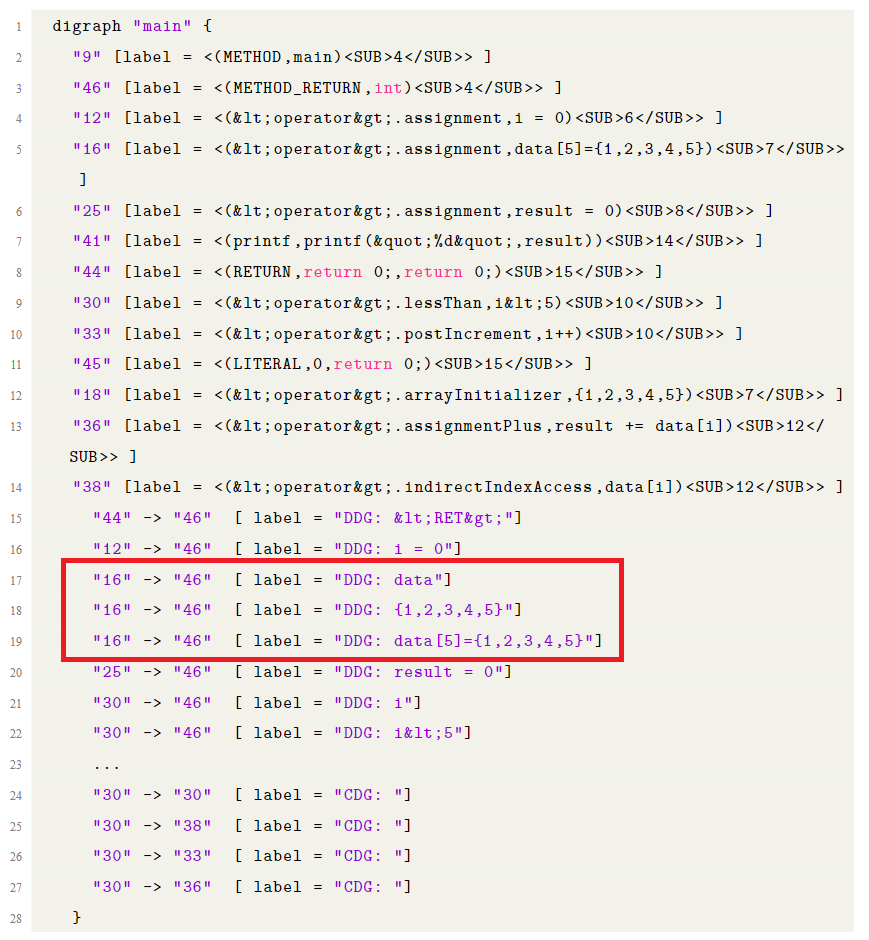 1 digraph "main" {
2 "9" [label = <(METHOD,main)<SUB>4</SUB>> ]
3 "46" [label = <(METHOD_RETURN,int)<SUB>4</SUB>> ]
4 "12" [label = <(&lt;operator&gt;.assignment,i = 0)<SUB>6</SUB>> ]
5 "16" [label = <(&lt;operator&gt;.assignment,data[5]={1,2,3,4,5})<SUB>7</SUB>>
]
6 "25" [label = <(&lt;operator&gt;.assignment,result = 0)<SUB>8</SUB>> ]
7 "41" [label = <(printf,printf(&quot;%d&quot;,result))<SUB>14</SUB>> ]
8 "44" [label = <(RETURN,return 0;,return 0;)<SUB>15</SUB>> ]
9 "30" [label = <(&lt;operator&gt;.lessThan,i&lt;5)<SUB>10</SUB>> ]
10 "33" [label = <(&lt;operator&gt;.postIncrement,i++)<SUB>10</SUB>> ]
11 "45" [label = <(LITERAL,0,return 0;)<SUB>15</SUB>> ]
12 "18" [label = <(&lt;operator&gt;.arrayInitializer,{1,2,3,4,5})<SUB>7</SUB>> ]
13 "36" [label = <(&lt;operator&gt;.assignmentPlus,result += data[i])<SUB>12</
SUB>> ]
14 "38" [label = <(&lt;operator&gt;.indirectIndexAccess,data[i])<SUB>12</SUB>> ]
15 "44" -> "46" [ label = "DDG: &lt;RET&gt;"]
16 "12" -> "46" [ label = "DDG: i = 0"]
17 "16" -> "46" [ label = "DDG: data"]
18 "16" -> "46" [ label = "DDG: {1,2,3,4,5}"]
19 "16" -> "46" [ label = "DDG: data[5]={1,2,3,4,5}"]
20 "25" -> "46" [ label = "DDG: result = 0"]
21 "30" -> "46" [ label = "DDG: i"]
22 "30" -> "46" [ label = "DDG: i&lt;5"]
23 ...
24 "30" -> "30" [ label = "CDG: "]
25 "30" -> "38" [ label = "CDG: "]
26 "30" -> "33" [ label = "CDG: "]
27 "30" -> "36" [ label = "CDG: "]
28 }